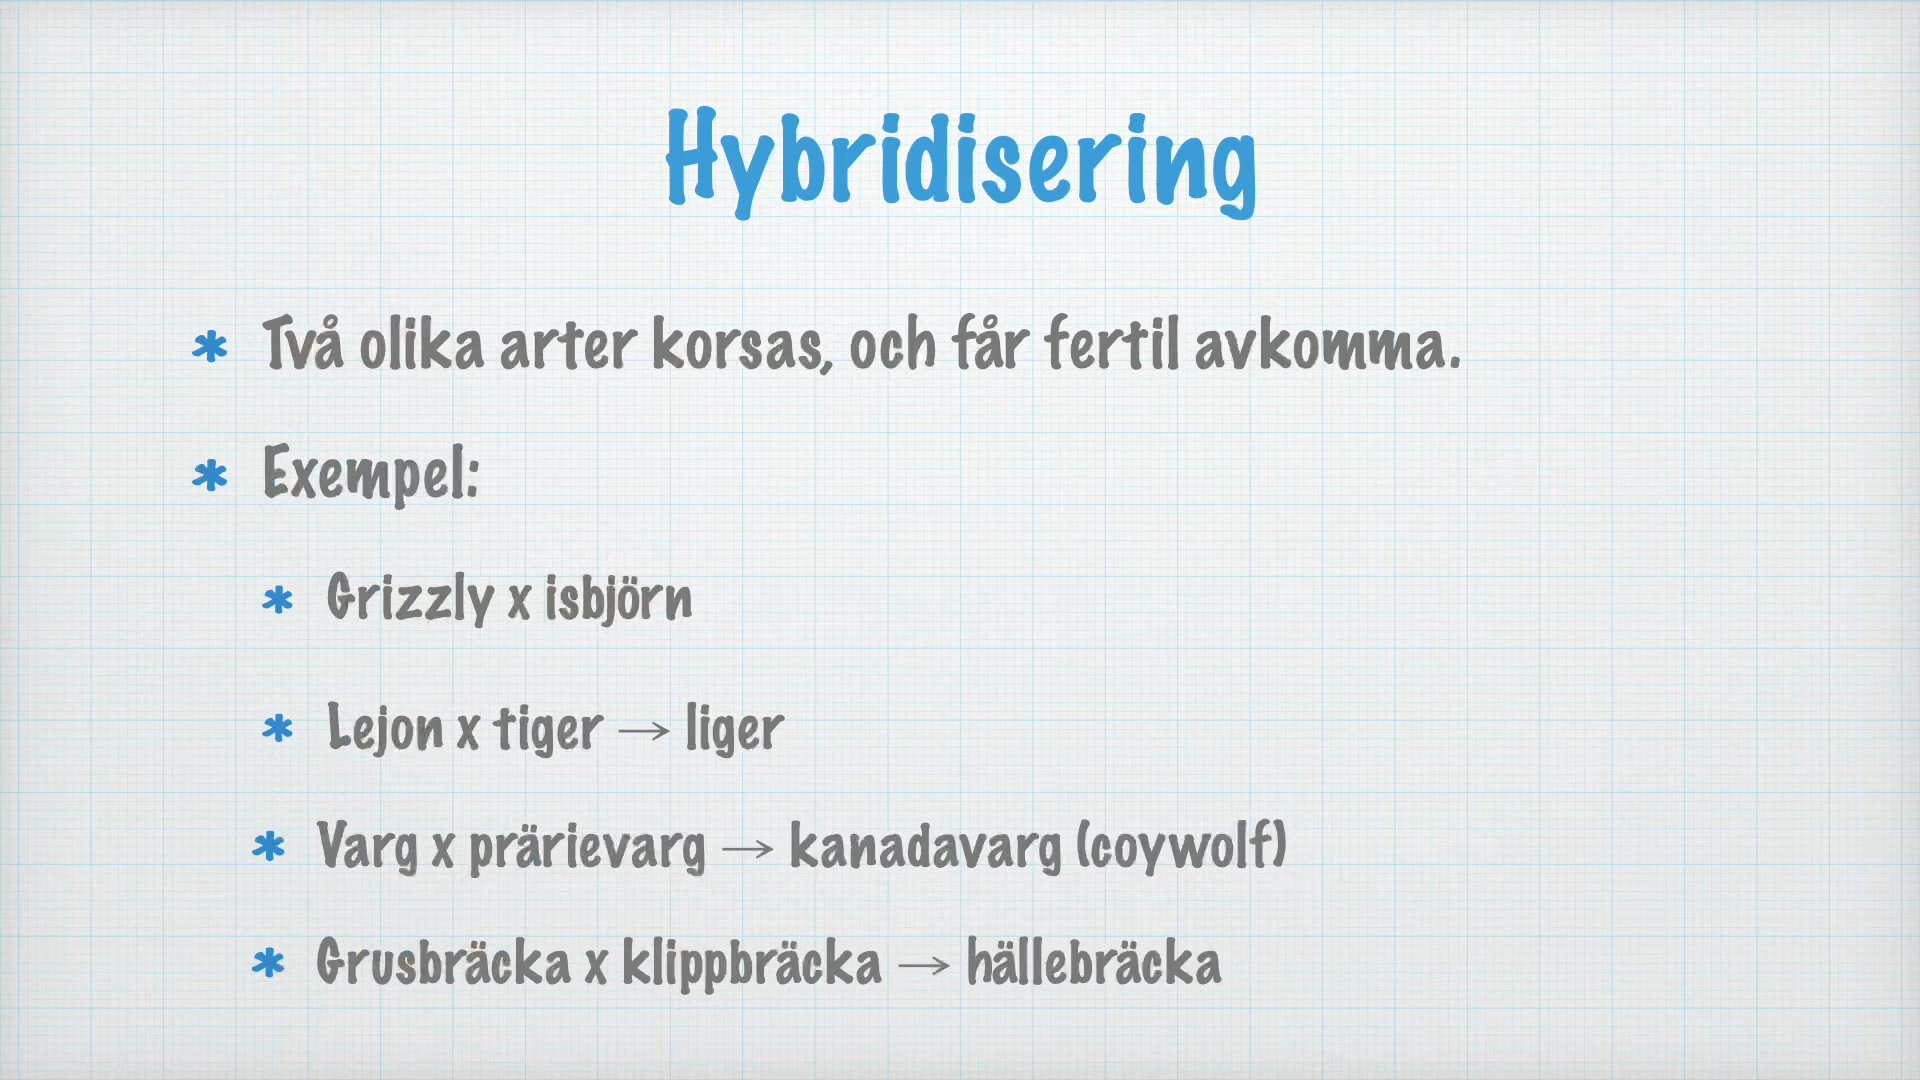 Hybridisering
* Två olika arter korsas, och får fertil avkomma.
* Exempel:
* Grizzly x isbjörn
* Lejon x tiger → liger
* Varg x prärievarg → kanadavarg (coywolf)
* Grusbräcka x klippbräcka → hällebräcka